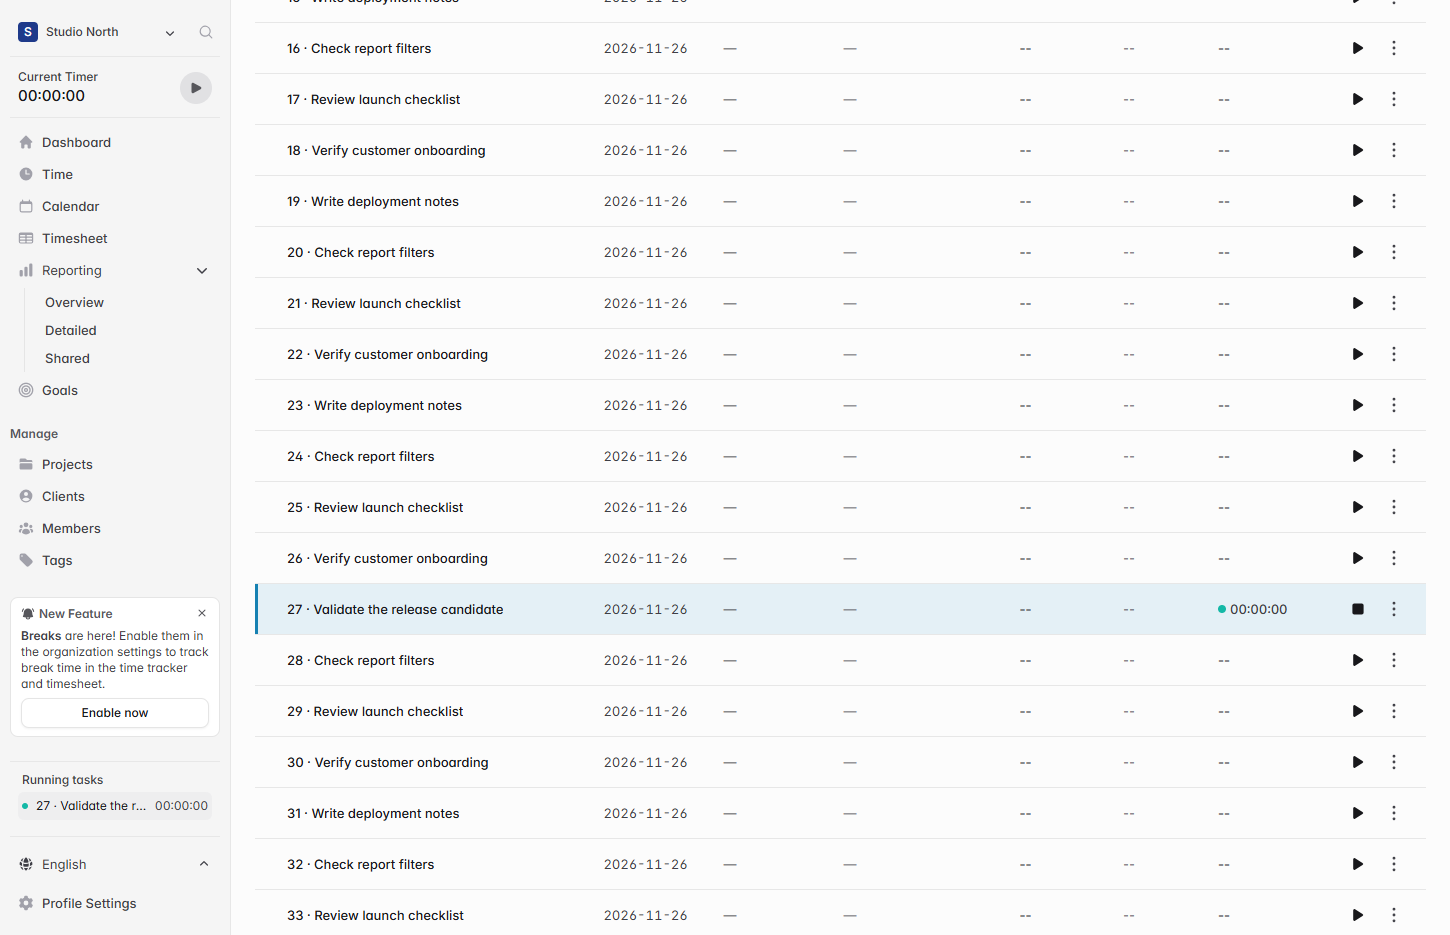 S Studio North
Current Timer
00:00:00
Dashboard
Time
Calendar
Timesheet
Reporting
Overview
Detailed
Shared
Goals
Manage
Projects
Clients
Members
Tags
New Feature
Breaks are here! Enable them in
the organization settings to track
break time in the time tracker
and timesheet.
Enable now
Running tasks
27 · Validate the r... 00:00:00
English
Profile Settings
16 · Check report filters 2026-11-26 — — -- -- --
17 · Review launch checklist 2026-11-26 — — -- -- --
18 · Verify customer onboarding 2026-11-26 — — -- -- --
19 · Write deployment notes 2026-11-26 — — -- -- --
20 · Check report filters 2026-11-26 — — -- -- --
21 · Review launch checklist 2026-11-26 — — -- -- --
22 · Verify customer onboarding 2026-11-26 — — -- -- --
23 · Write deployment notes 2026-11-26 — — -- -- --
24 · Check report filters 2026-11-26 — — -- -- --
25 · Review launch checklist 2026-11-26 — — -- -- --
26 · Verify customer onboarding 2026-11-26 — — -- -- --
27 · Validate the release candidate 2026-11-26 — — -- -- 00:00:00
28 · Check report filters 2026-11-26 — — -- -- --
29 · Review launch checklist 2026-11-26 — — -- -- --
30 · Verify customer onboarding 2026-11-26 — — -- -- --
31 · Write deployment notes 2026-11-26 — — -- -- --
32 · Check report filters 2026-11-26 — — -- -- --
33 · Review launch checklist 2026-11-26 — — -- -- --